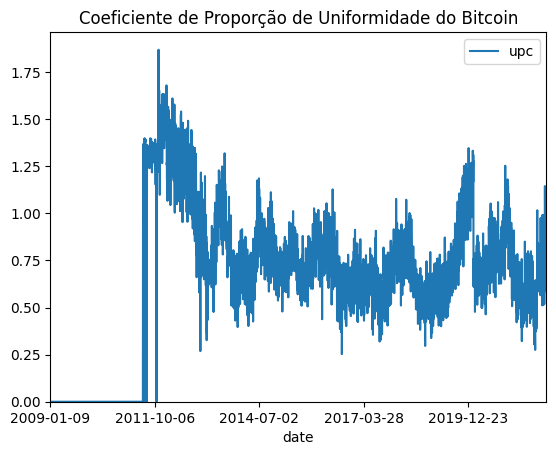 Coeficiente de Proporção de Uniformidade do Bitcoin
upc
1.75
1.50
1.25
1.00
0.75
0.50
0.25
0.00
2009-01-09 2011-10-06 2014-07-02 2017-03-28 2019-12-23
date